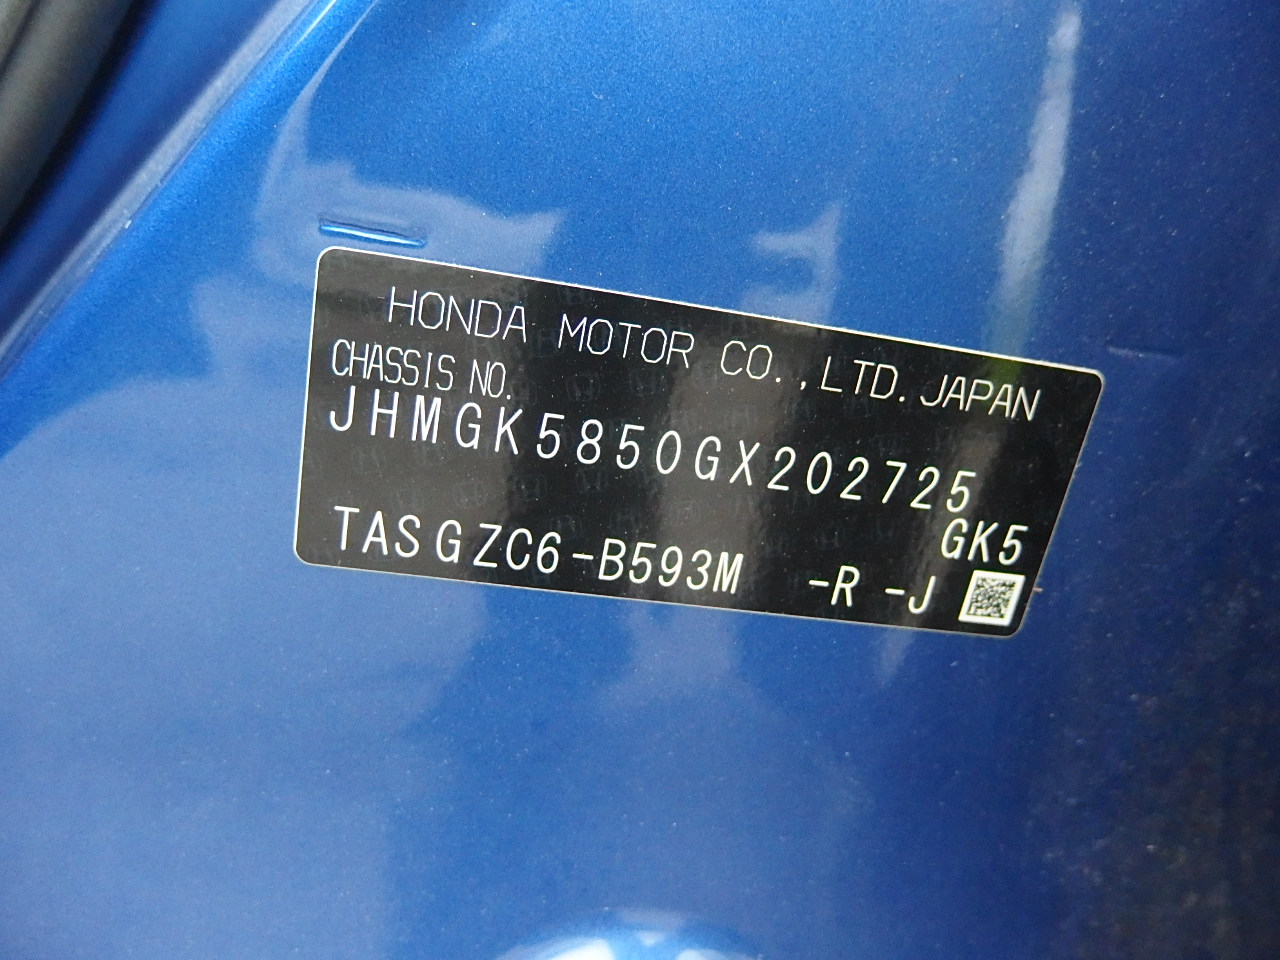 HONDA MOTOR CO.,LTD. JAPAN
CHASSIS NO.
JHMGK5850GX202725
GK5
TASGZC6-B593M -R -J